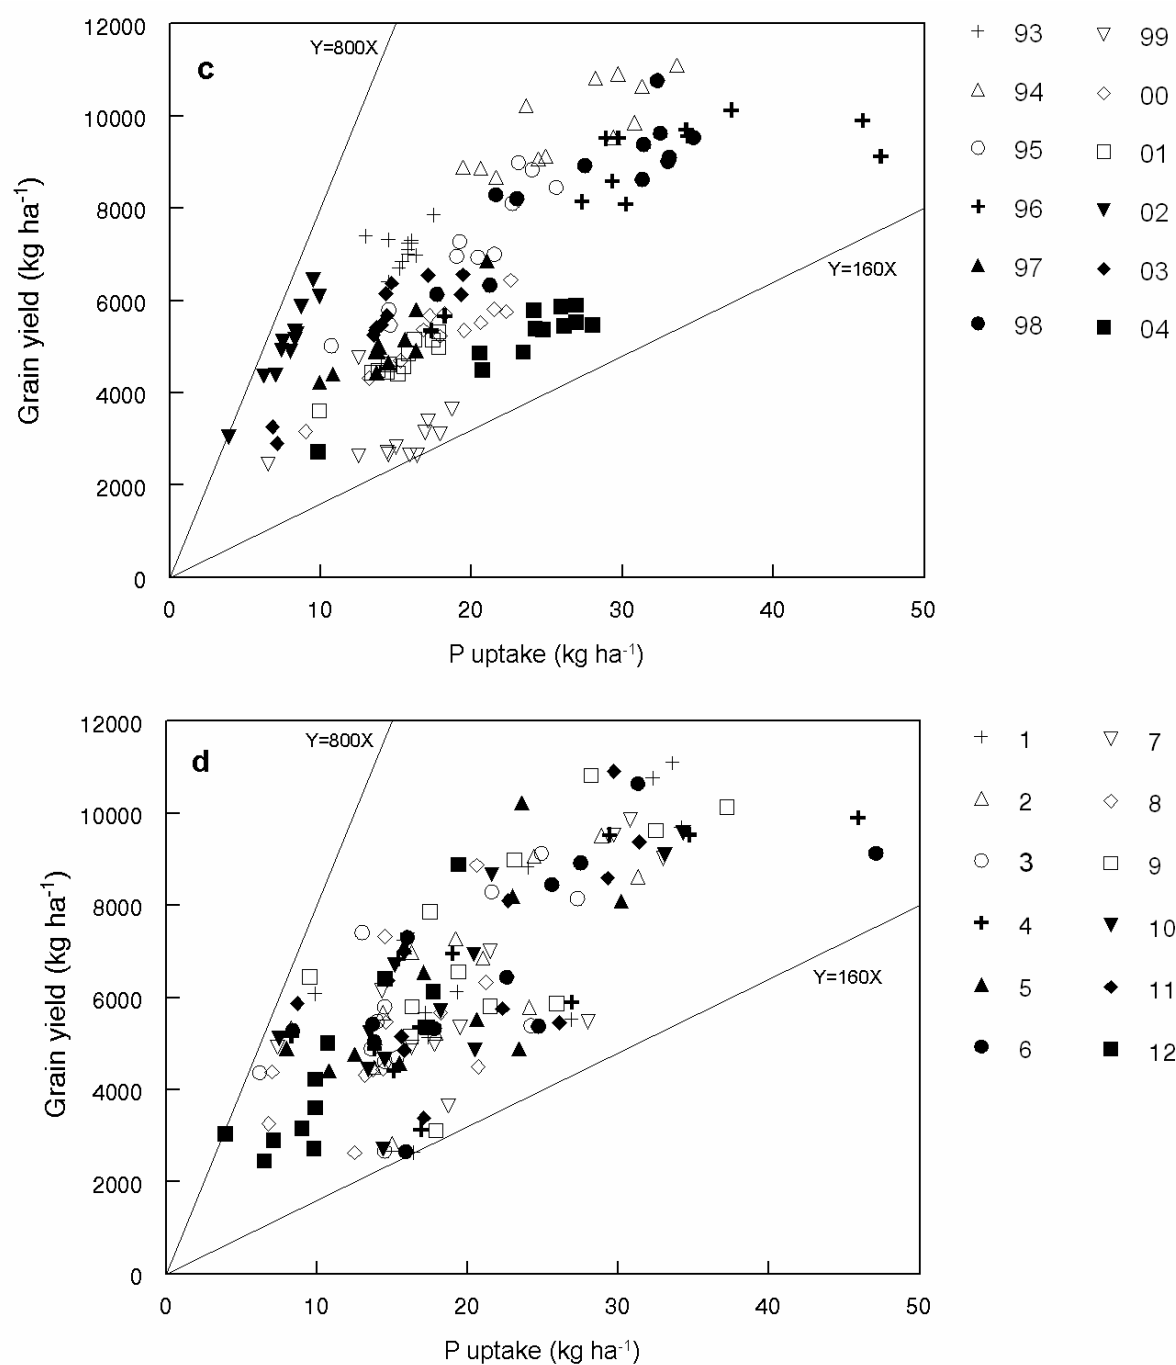 12000
10000
8000
6000
4000
2000
0
Grain yield (kg ha-1)
c
Y=800X
Y=160X
0 10 20 30 40 50
P uptake (kg ha-1)
93 99
94 00
95 01
96 02
97 03
98 04
12000
10000
8000
6000
4000
2000
0
Grain yield (kg ha-1)
d
Y=800X
Y=160X
0 10 20 30 40 50
P uptake (kg ha-1)
1 7
2 8
3 9
4 10
5 11
6 12